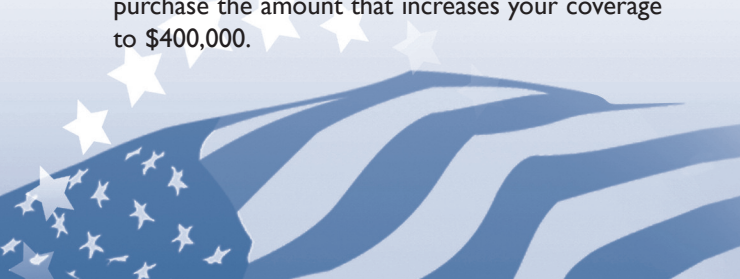 purchase the amount that increases your coverage
to $400,000.